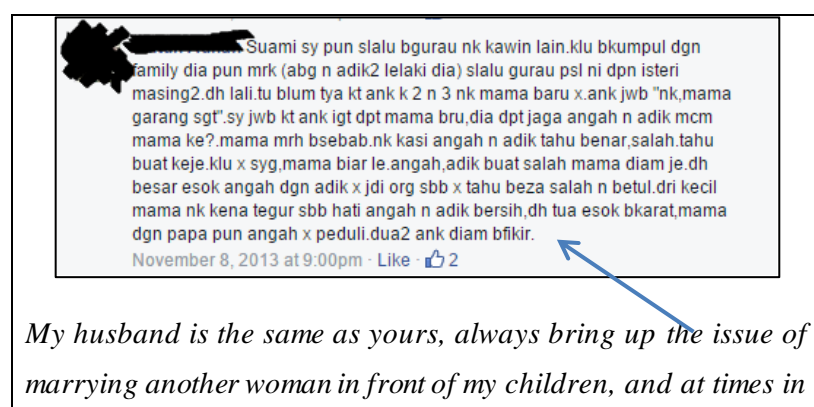 Suami sy pun slalu bgurau nk kawin lain.klu bkumpul dgn
family dia pun mrk (abg n adik2 lelaki dia) slalu gurau psl ni dpn isteri
masing2.dh lali.tu blum tya kt ank k 2 n 3 nk mama baru x.ank jwb "nk,mama
garang sgt".sy jwb kt ank igt dpt mama bru,dia dpt jaga angah n adik mcm
mama ke?.mama mrh bsebab.nk kasi angah n adik tahu benar,salah.tahu
buat keje.klu x syg,mama biar le.angah,adik buat salah mama diam je.dh
besar esok angah dgn adik x jdi org sbb x tahu beza salah n betul.dri kecil
mama nk kena tegur sbb hati angah n adik bersih,dh tua esok bkarat,mama
dgn papa pun angah x peduli.dua2 ank diam bfikir.
November 8, 2013 at 9:00pm · Like · 2
My husband is the same as yours, always bring up the issue of
marrying another woman in front of my children, and at times in